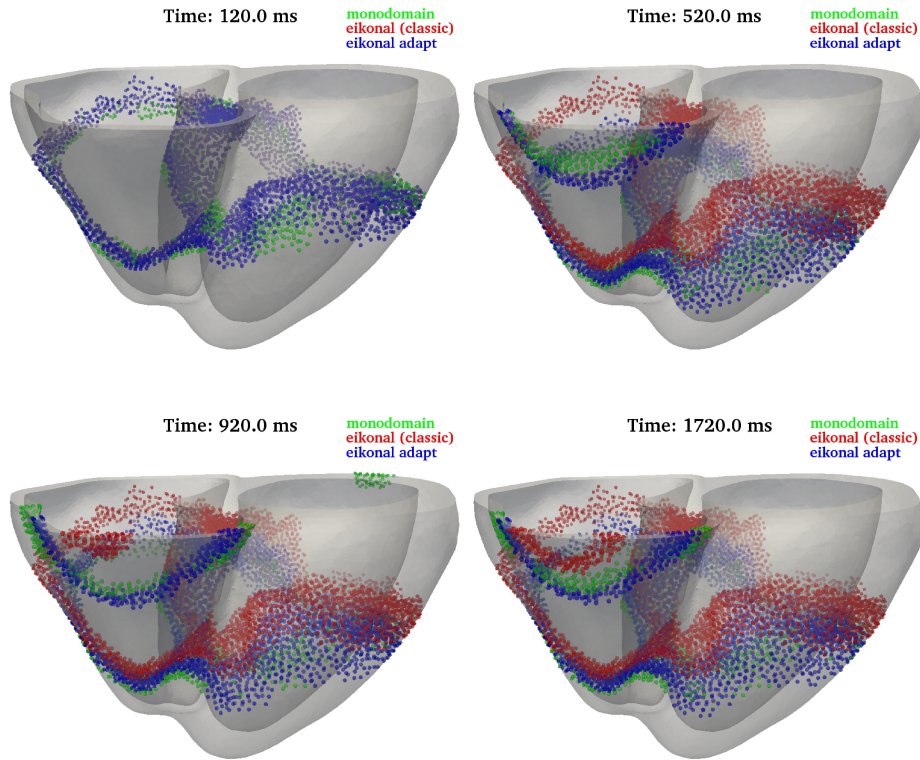 Time: 120.0 ms
monodomain
eikonal (classic)
eikonal adapt
Time: 520.0 ms
monodomain
eikonal (classic)
eikonal adapt
Time: 920.0 ms
monodomain
eikonal (classic)
eikonal adapt
Time: 1720.0 ms
monodomain
eikonal (classic)
eikonal adapt